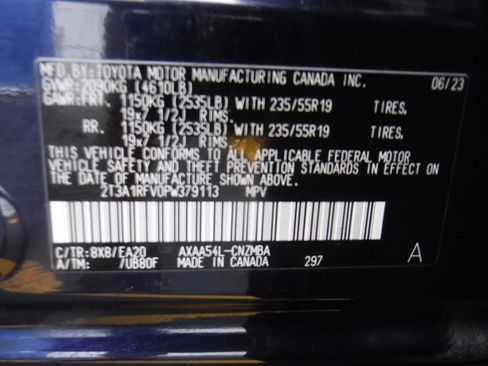 MFD.BY:TOYOTA MOTOR MANUFACTURING CANADA INC. 06/23
GVWR:2090KG (4610LB)
GAWR:FRT. 1150KG (2535LB) WITH 235/55R19 TIRES,
19x7 1/2J RIMS.
RR. 1150KG (2535LB) WITH 235/55R19 TIRES,
19x7 1/2J RIMS.
THIS VEHICLE CONFORMS TO ALL APPLICABLE FEDERAL MOTOR
VEHICLE SAFETY AND THEFT PREVENTION STANDARDS IN EFFECT ON
THE DATE OF MANUFACTURE SHOWN ABOVE.
2T3A1RFV0PW379113 MPV
C/TR:8X8/EA20 AXAA54L-CNZMBA A
A/TM: /UB80F MADE IN CANADA 297